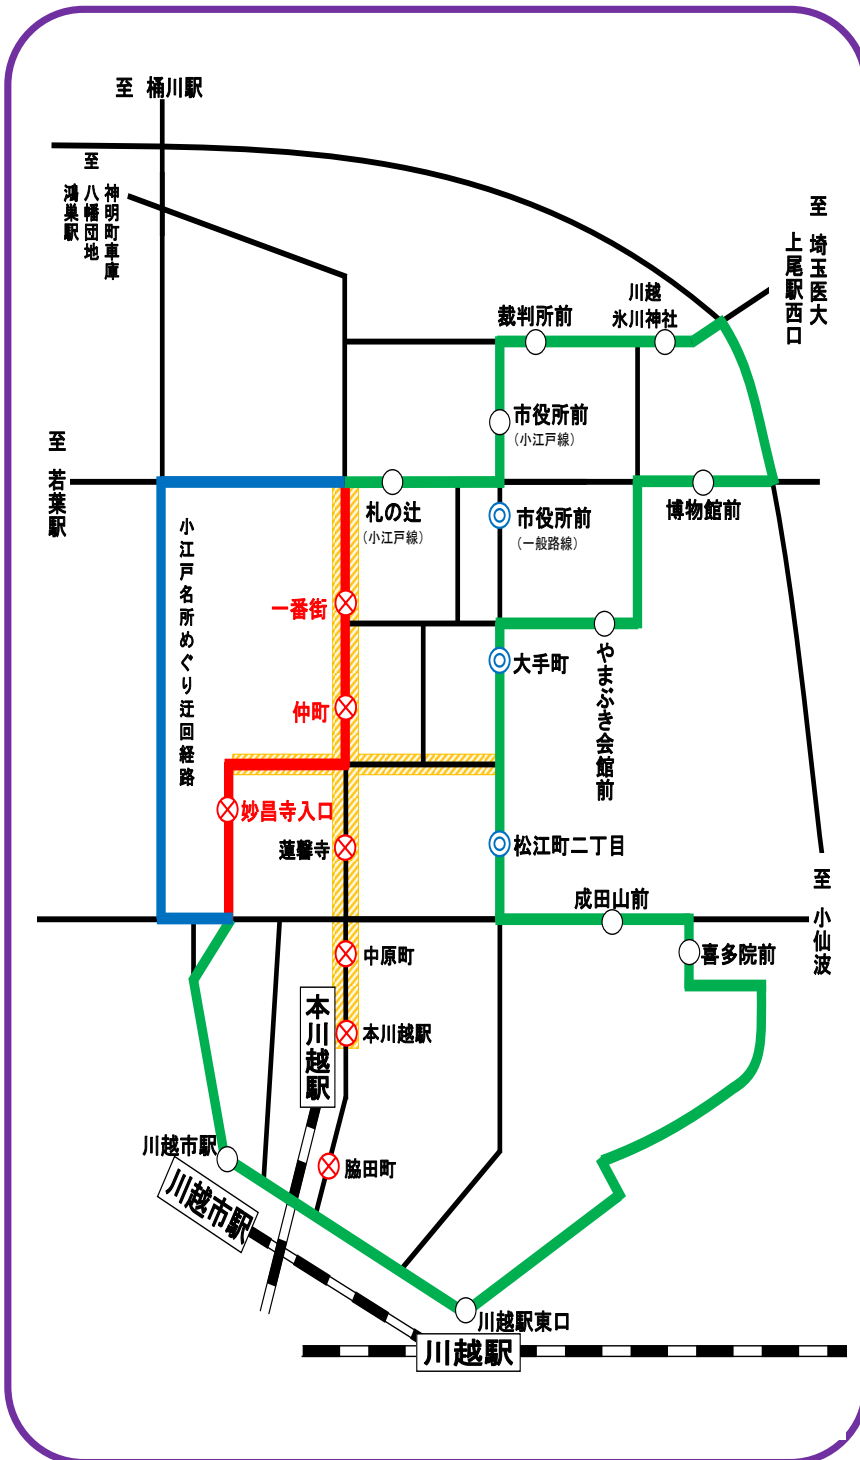 至 桶川駅
至
神明町車庫
八幡団地
鴻巣駅
至 埼玉医大
上尾駅西口
川越
氷川神社
裁判所前
市役所前
(小江戸線)
至 若葉駅
札の辻
(小江戸線)
市役所前
(一般路線)
博物館前
小江戸名所めぐり迂回経路
一番街
大手町
やまぶき会館前
仲町
妙昌寺入口
蓮馨寺
松江町二丁目
至 小仙波
成田山前
中原町
喜多院前
本川越駅
本川越駅
川越市駅
脇田町
川越市駅
川越駅東口
川越駅